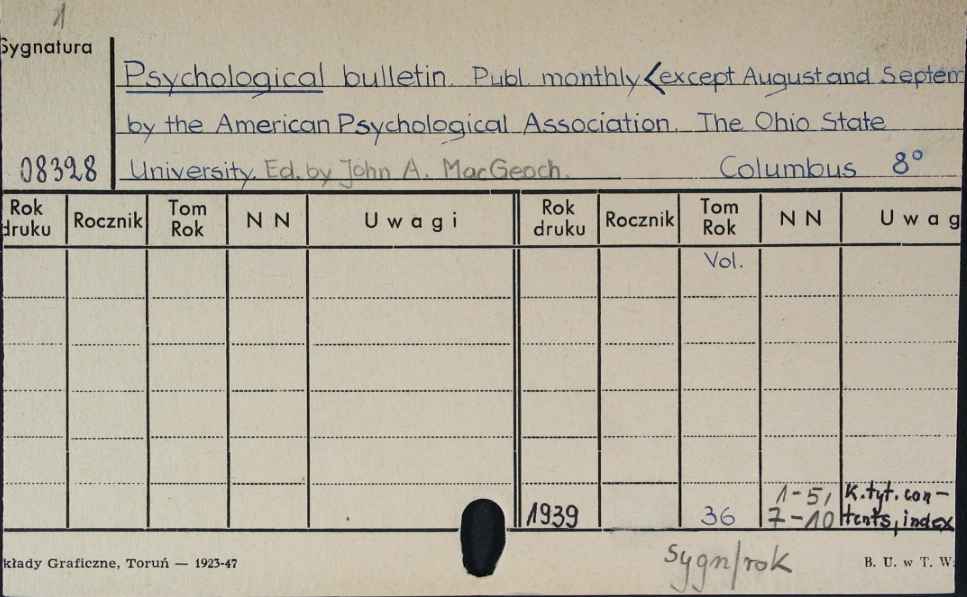 1
Sygnatura
Psychological bulletin. Publ. monthly <except August and Septem
by the American Psychological Association. The Ohio State
08328 University. Ed. by John A. MacGeoch. Columbus 8°
Rok druku Rocznik Tom Rok N N Uwagi Rok druku Rocznik Tom Rok N N Uwag
Vol.
1939 36 1-5, 7-10 K.tyt. con-
tents, index
sygn/rok
kłady Graficzne, Toruń — 1923-47 B. U. w T. W.